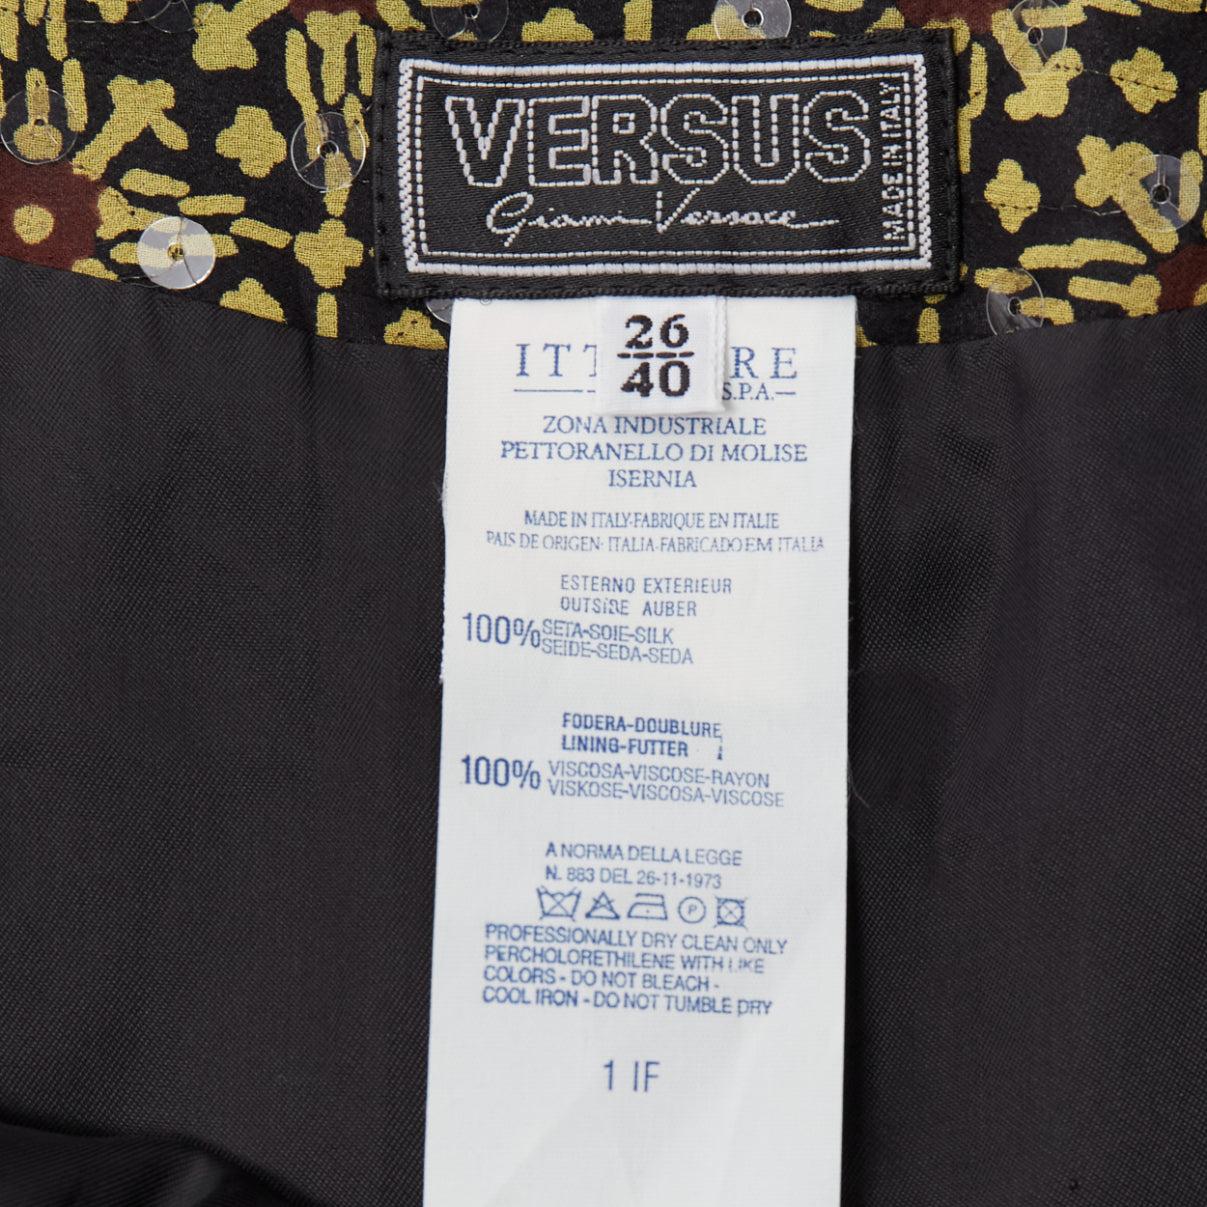 VERSUS
Gianni Versace
MADE IN ITALY
26
40
S.P.A.
ZONA INDUSTRIALE
PETTORANELLO DI MOLISE
ISERNIA
MADE IN ITALY-FABRIQUE EN ITALIE
PAIS DE ORIGEN- ITALIA-FABRICADO EM ITALIA
ESTERNO EXTERIEUR
OUTSIDE AUBER
100% SETA-SOIE-SILK
SEIDE-SEDA-SEDA
FODERA-DOUBLURE
LINING-FUTTER
100% VISCOSA-VISCOSE-RAYON
VISKOSE-VISCOSA-VISCOSE
A NORMA DELLA LEGGE
N. 883 DEL 26-11-1973
P
PROFESSIONALLY DRY CLEAN ONLY
PERCHOLORETHILENE WITH LIKE
COLORS - DO NOT BLEACH -
COOL IRON - DO NOT TUMBLE DRY
1 IF